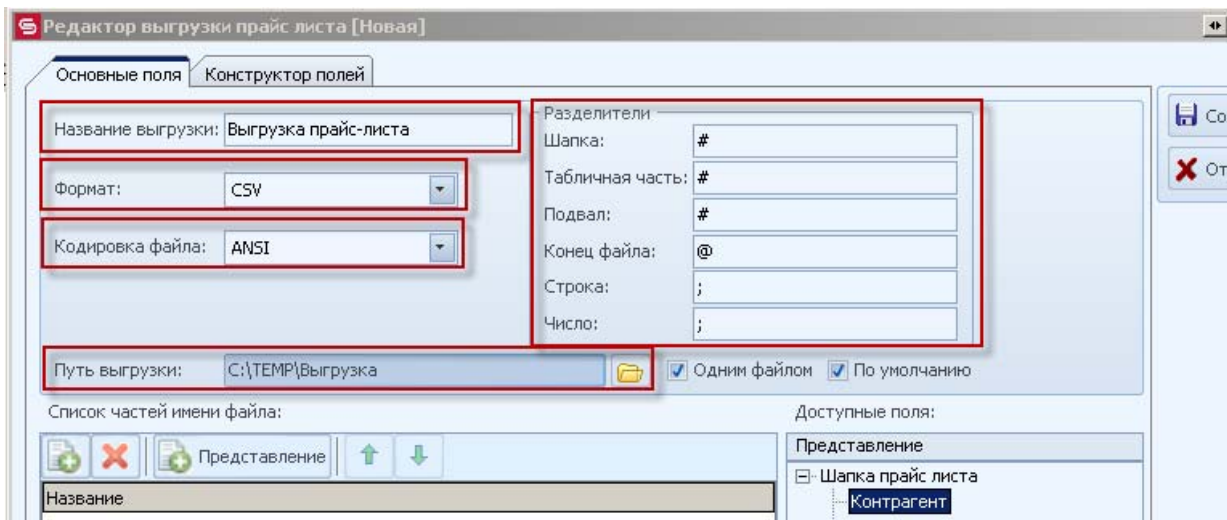 Редактор выгрузки прайс листа [Новая]
Основные поля
Конструктор полей
Название выгрузки: Выгрузка прайс-листа
Формат: CSV
Кодировка файла: ANSI
Разделители
Шапка: #
Табличная часть: #
Подвал: #
Конец файла: @
Строка: ;
Число: ;
Со
От
Путь выгрузки: C:\TEMP\Выгрузка
Одним файлом
По умолчанию
Список частей имени файла:
Представление
Название
Доступные поля:
Представление
Шапка прайс листа
Контрагент